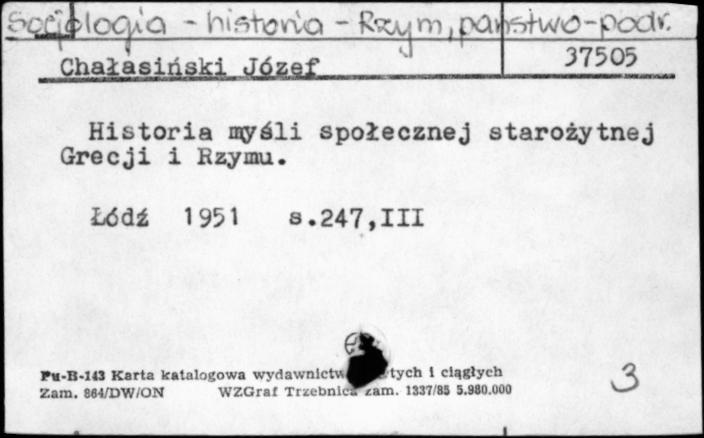 Socjologia - historia - Rzym, państwo - podr.
37505
Chałasiński Józef
Historia myśli społecznej starożytnej
Grecji i Rzymu.
Łódź 1951 s.247,III
Pu-B-143 Karta katalogowa wydawnictw i ciągłych
Zam. 864/DW/ON WZGraf Trzebnica zam. 1337/85 5.980.000
3